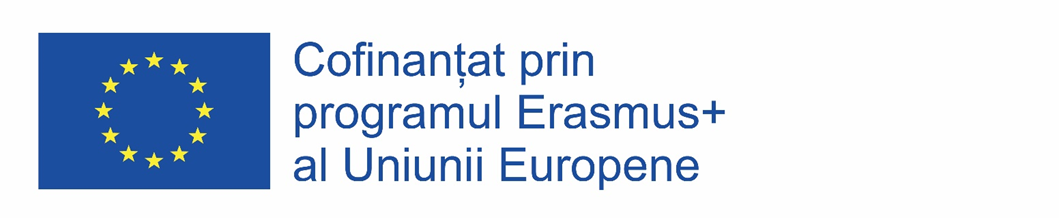 Cofinanțat prin
programul Erasmus+
al Uniunii Europene